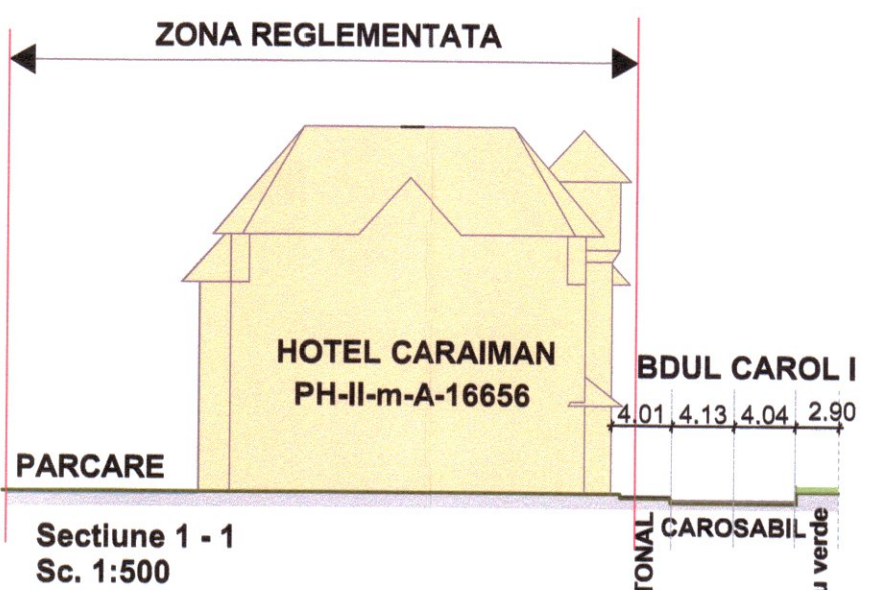 ZONA REGLEMENTATA
HOTEL CARAIMAN
PH-II-m-A-16656
BDUL CAROL I
4.01 4.13 4.04 2.90
PARCARE
CAROSABIL
verde
Sectiune 1 - 1
Sc. 1:500